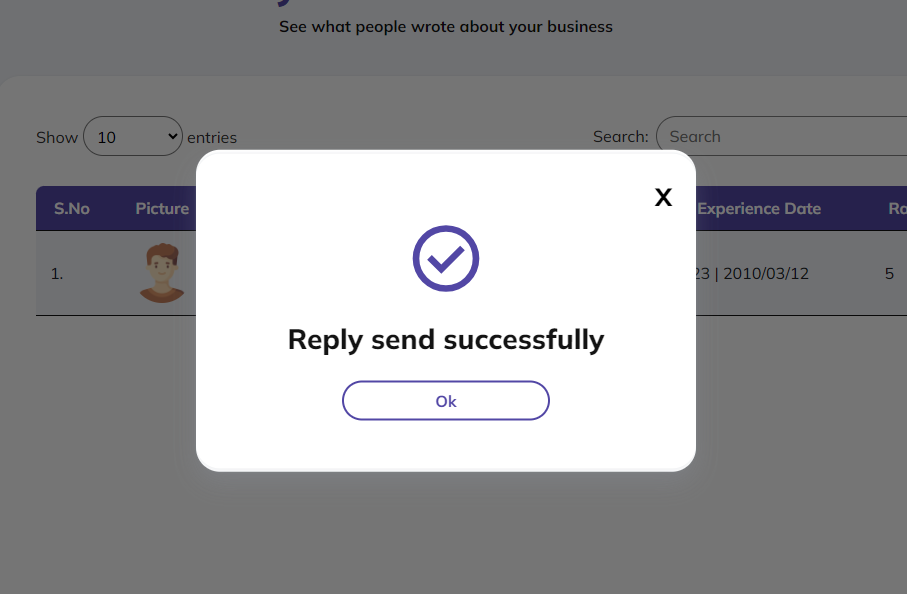 See what people wrote about your business
Show 10 entries
Search: Search
X
S.No Picture Experience Date
1. 23 | 2010/03/12 5
Reply send successfully
Ok